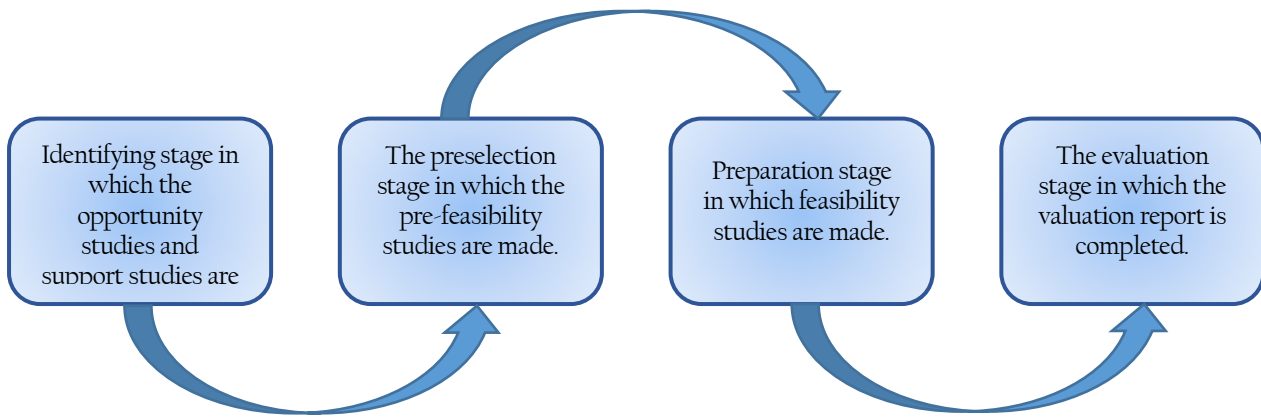 Identifying stage in
which the
opportunity
studies and
support studies are
The preselection
stage in which the
pre-feasibility
studies are made.
Preparation stage
in which feasibility
studies are made.
The evaluation
stage in which the
valuation report is
completed.